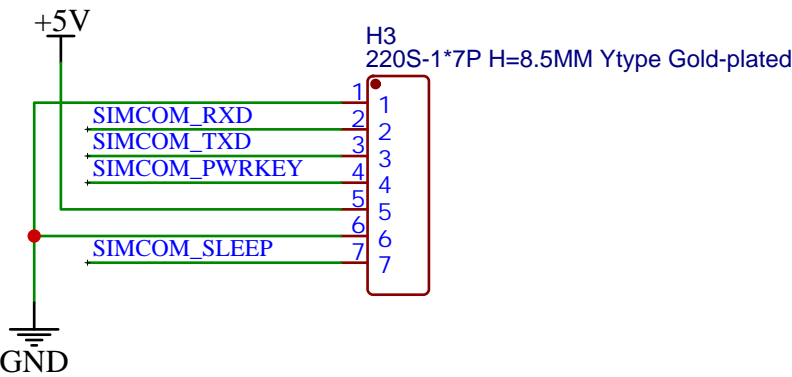 +5V
H3
220S-1*7P H=8.5MM Ytype Gold-plated
1 1
SIMCOM_RXD 2 2
SIMCOM_TXD 3 3
SIMCOM_PWRKEY 4 4
5 5
6 6
SIMCOM_SLEEP 7 7
GND